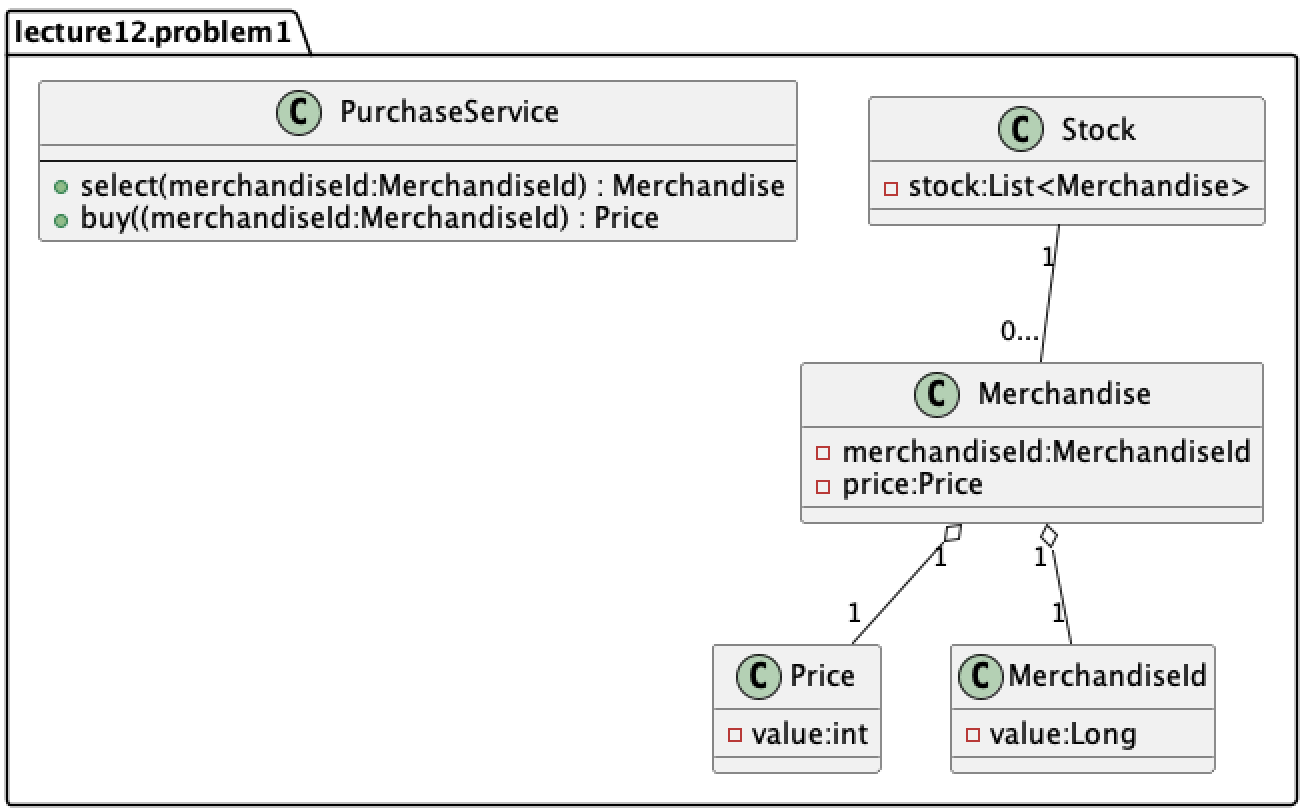 lecture12.problem1
C PurchaseService
select(merchandiseId:MerchandiseId) : Merchandise
buy((merchandiseId:MerchandiseId) : Price
C Stock
stock:List<Merchandise>
1
0...
C Merchandise
merchandiseId:MerchandiseId
price:Price
1
1
1
1
C Price
value:int
C MerchandiseId
value:Long